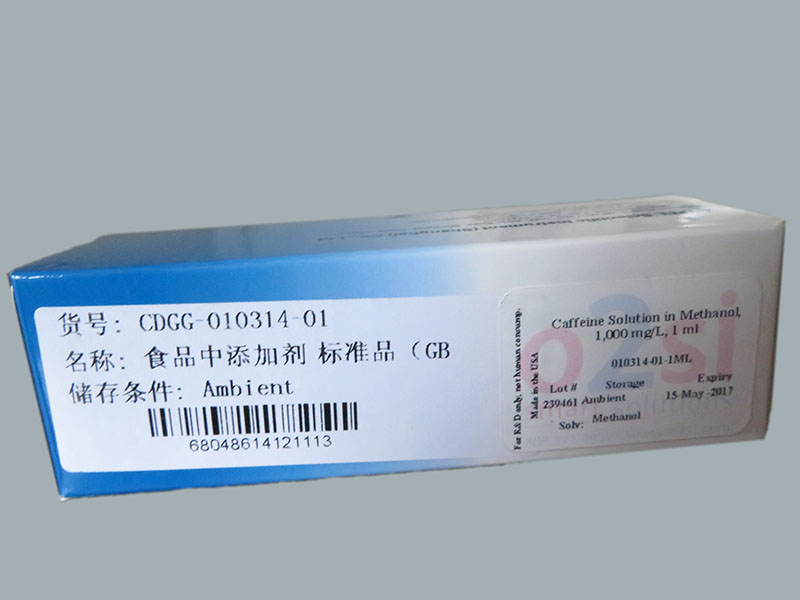 货号: CDGG-010314-01
名称: 食品中添加剂 标准品（GB
储存条件: Ambient
68048614121113
o2si
Caffeine Solution in Methanol,
1,000 mg/L, 1 ml
010314-01-1ML
Lot # Storage Expiry
239461 Ambient 15-May -2017
Solv: Methanol
For R&D only, not human consump.
Made in the USA